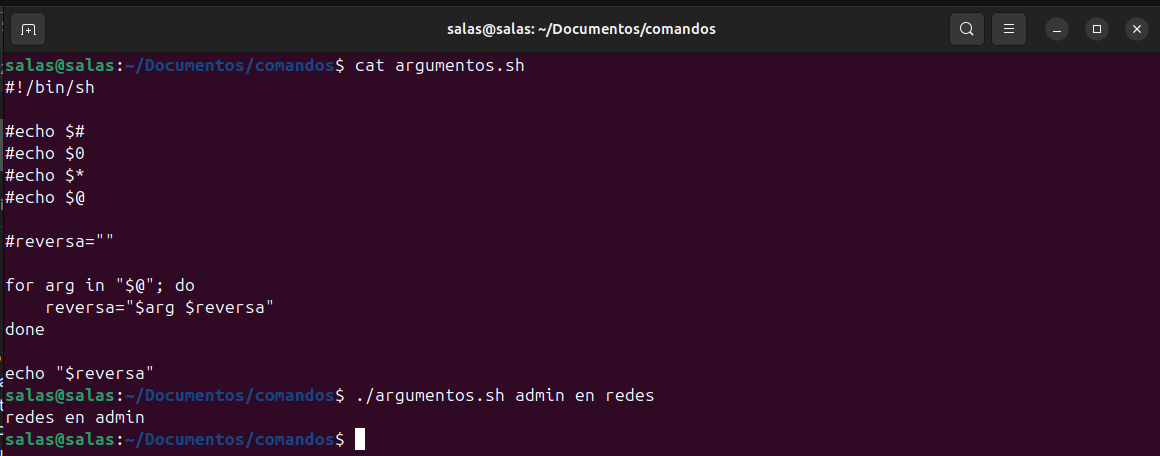 salas@salas: ~/Documentos/comandos
salas@salas:~/Documentos/comandos$ cat argumentos.sh
#!/bin/sh
#echo $#
#echo $0
#echo $*
#echo $@
#reversa=""
for arg in "$@"; do
    reversa="$arg $reversa"
done
echo "$reversa"
salas@salas:~/Documentos/comandos$ ./argumentos.sh admin en redes
redes en admin
salas@salas:~/Documentos/comandos$